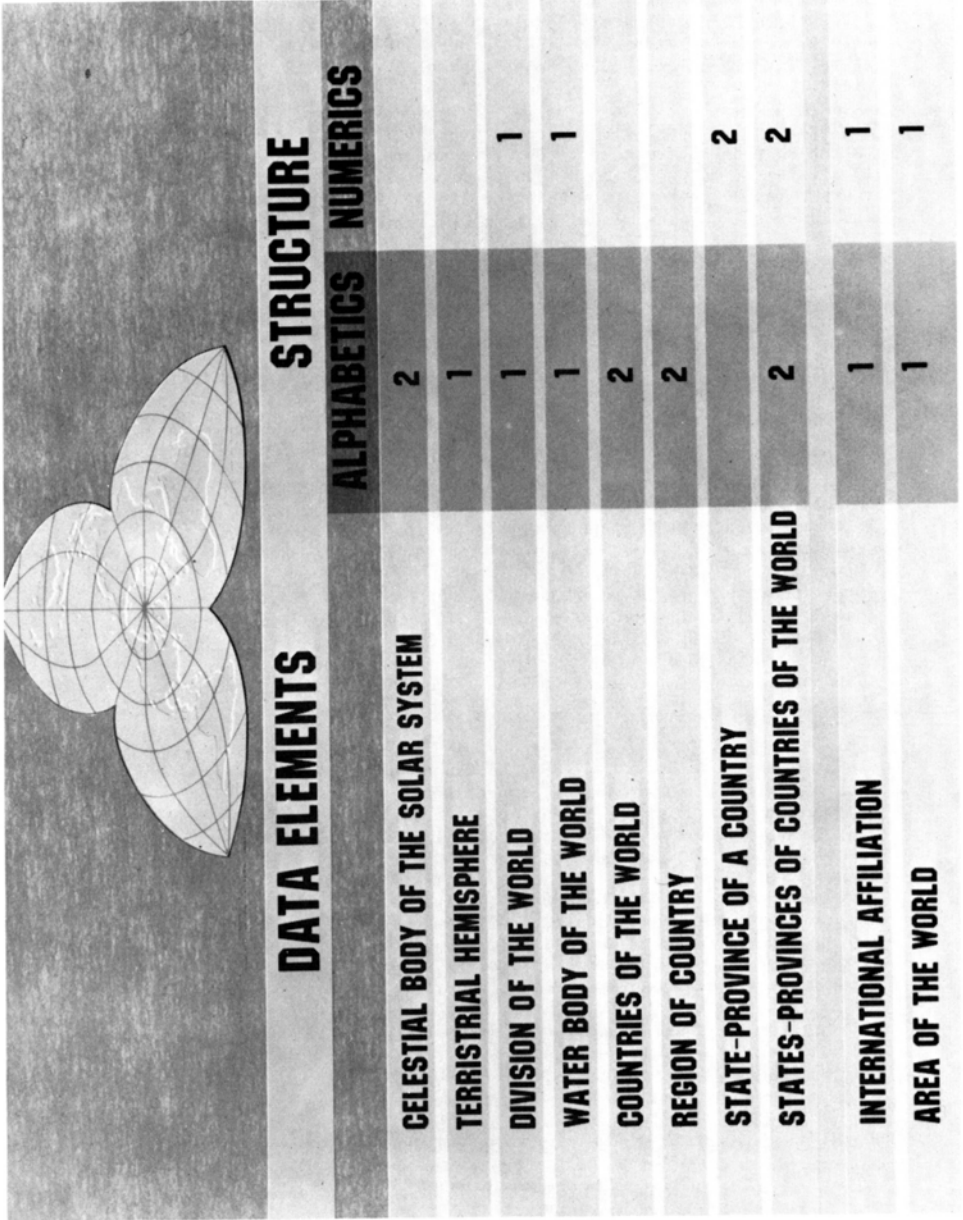 DATA ELEMENTS STRUCTURE
ALPHABETICS NUMERICS
CELESTIAL BODY OF THE SOLAR SYSTEM 2
TERRISTRIAL HEMISPHERE 1
DIVISION OF THE WORLD 1 1
WATER BODY OF THE WORLD 1 1
COUNTRIES OF THE WORLD 2
REGION OF COUNTRY 2
STATE-PROVINCE OF A COUNTRY 2
STATES-PROVINCES OF COUNTRIES OF THE WORLD 2 2
INTERNATIONAL AFFILIATION 1 1
AREA OF THE WORLD 1 1